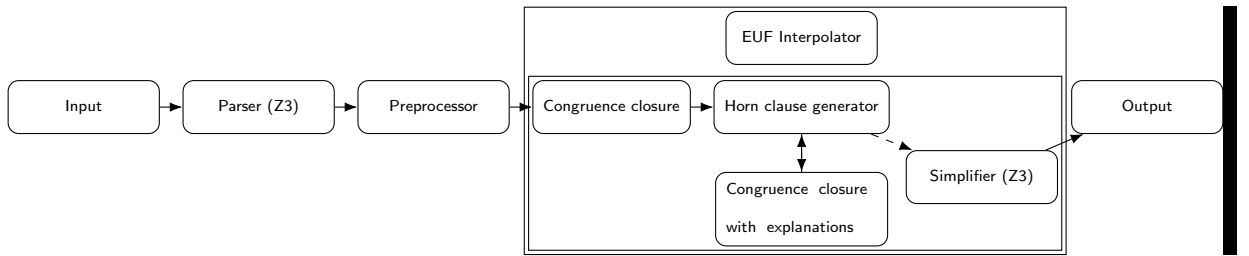 EUF Interpolator
Input
Parser (Z3)
Preprocessor
Congruence closure
Horn clause generator
Output
Simplifier (Z3)
Congruence closure
with explanations